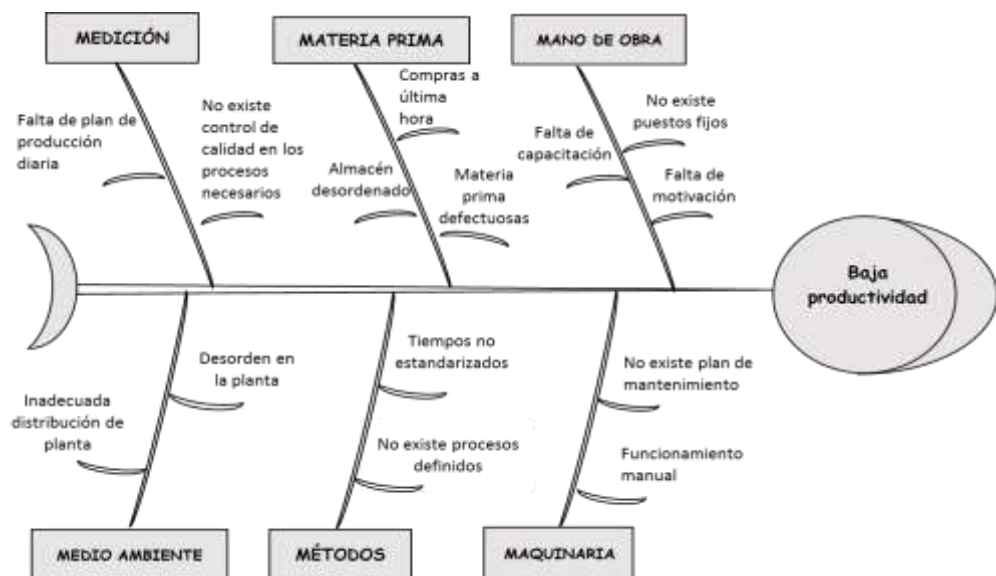 MEDICIÓN
MATERIA PRIMA
MANO DE OBRA
Falta de plan de
producción
diaria
No existe
control de
calidad en los
procesos
necesarios
Compras a
última
hora
Almacén
desordenado
Materia
prima
defectuosas
No existe
puestos fijos
Falta de
capacitación
Falta de
motivación
Baja
productividad
Desorden en
la planta
Inadecuada
distribución de
planta
Tiempos no
estandarizados
No existe procesos
definidos
No existe plan de
mantenimiento
Funcionamiento
manual
MEDIO AMBIENTE
MÉTODOS
MAQUINARIA